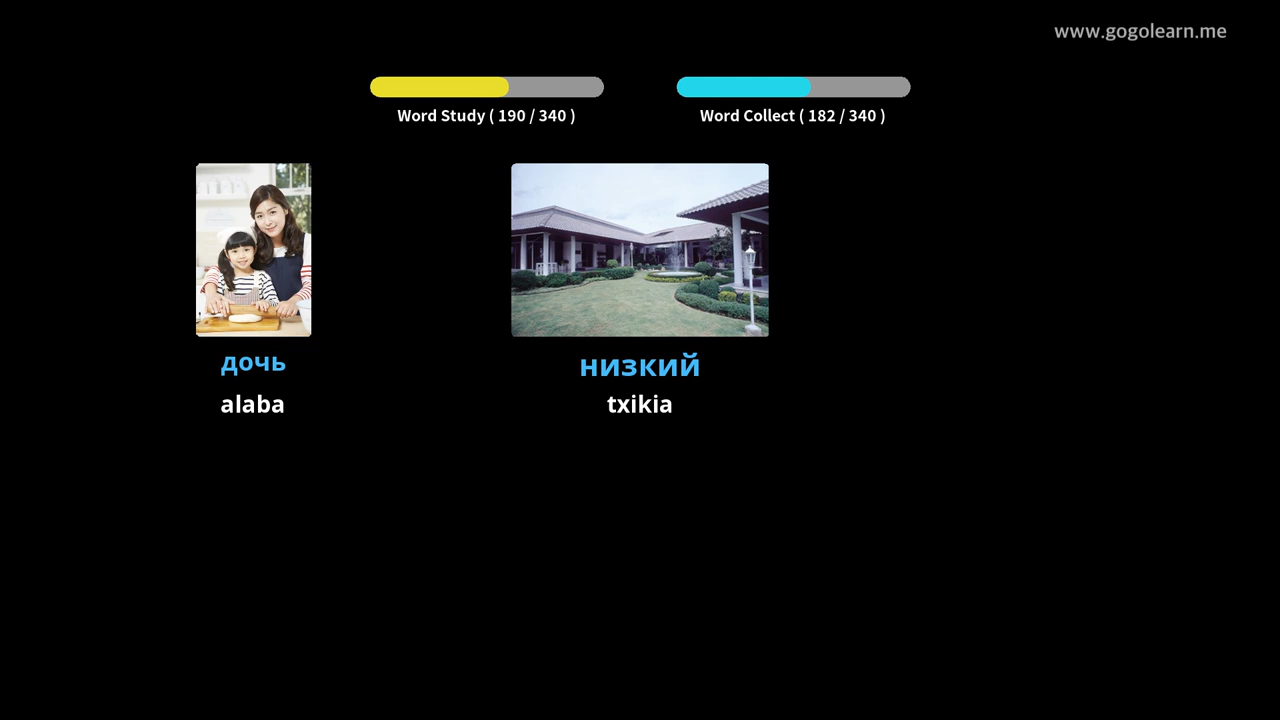 www.gogolearn.me
Word Study ( 190 / 340 )
Word Collect ( 182 / 340 )
дочь
alaba
низкий
txikia